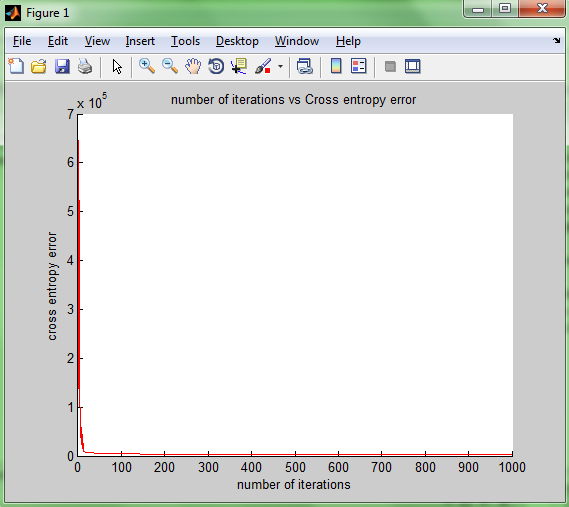 Figure 1
File Edit View Insert Tools Desktop Window Help
number of iterations vs Cross entropy error
x 10^5
7
6
5
4
3
2
1
0
cross entropy error
0 100 200 300 400 500 600 700 800 900 1000
number of iterations